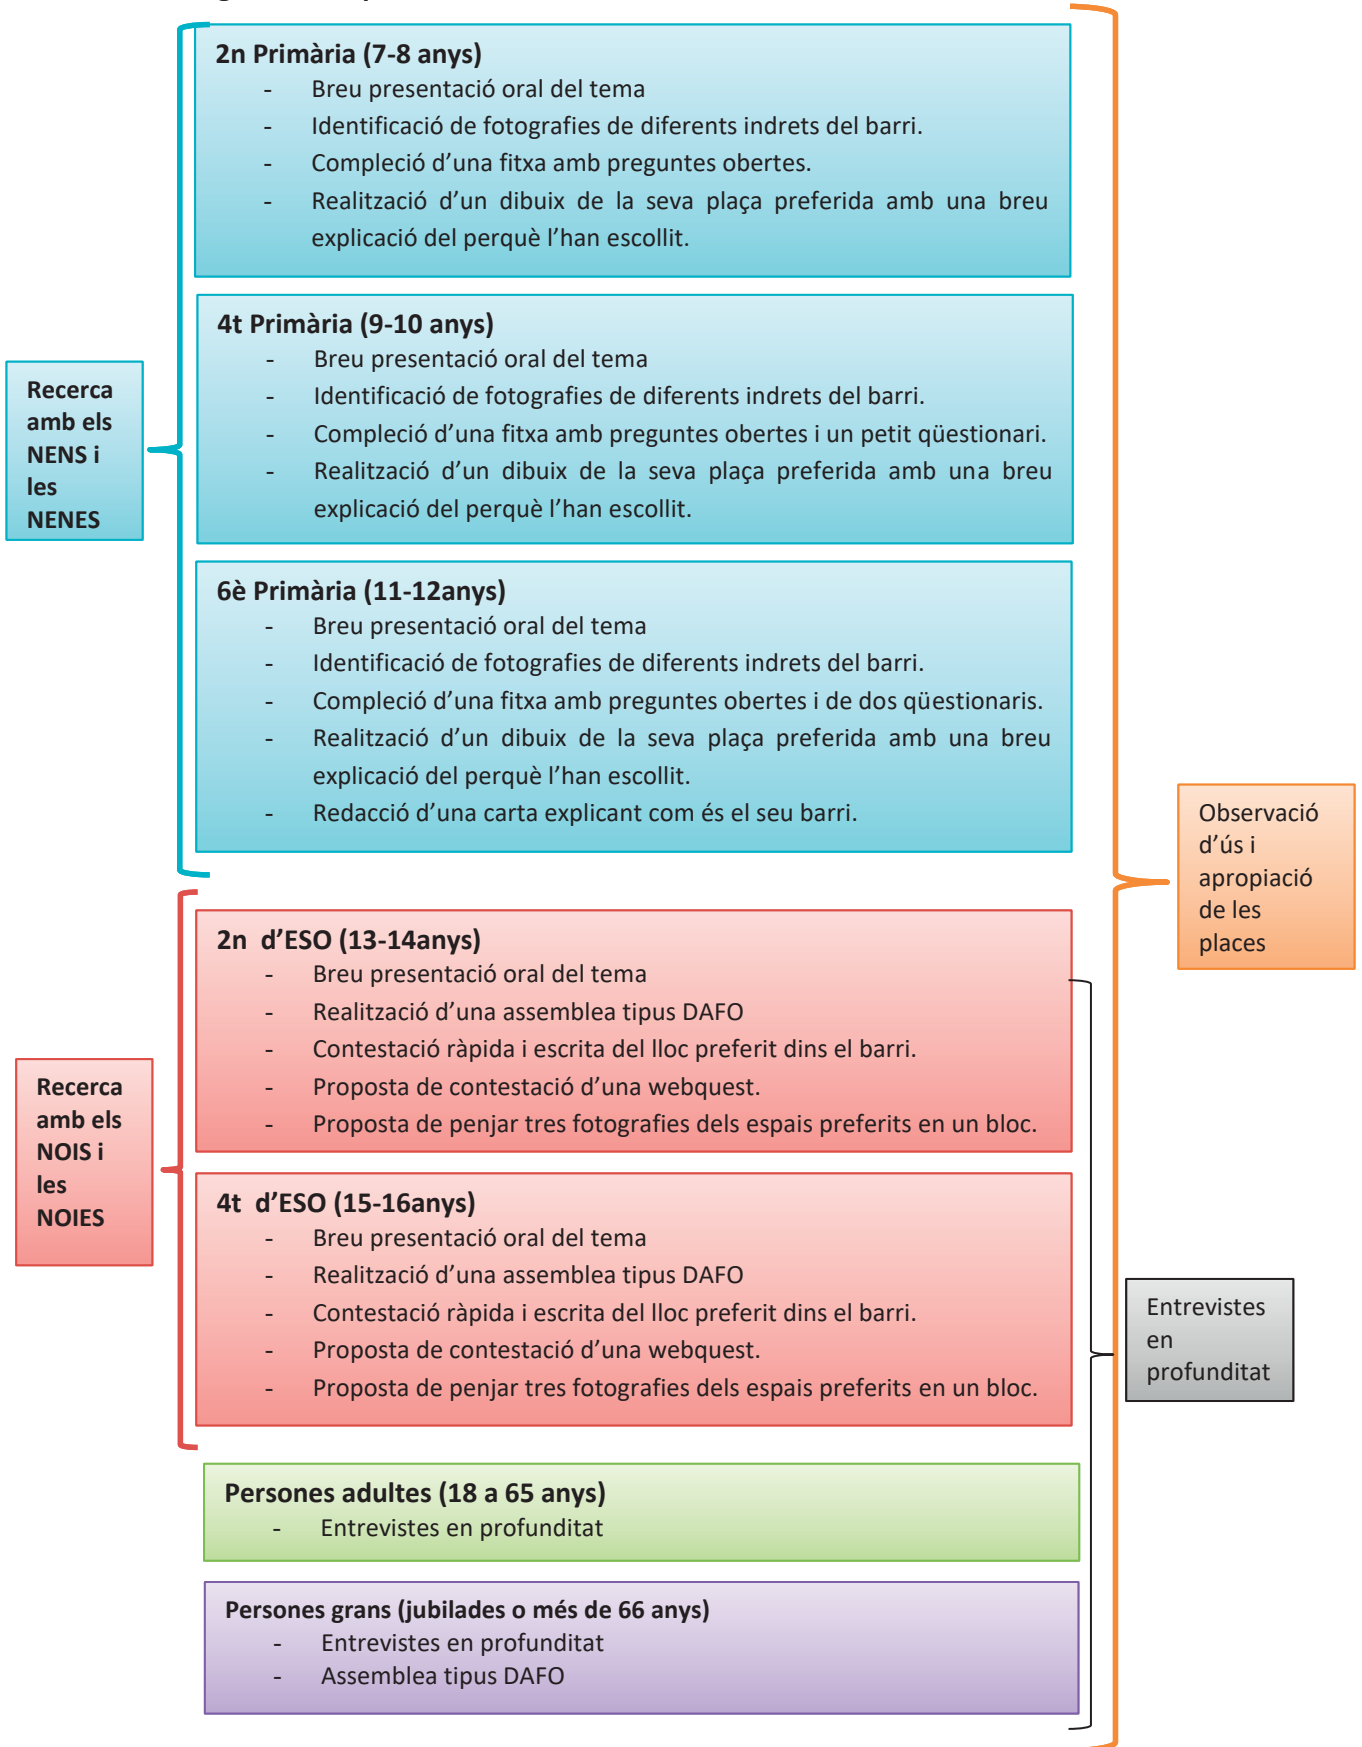 2n Primària (7-8 anys)
- Breu presentació oral del tema
- Identificació de fotografies de diferents indrets del barri.
- Compleció d’una fitxa amb preguntes obertes.
- Realització d’un dibuix de la seva plaça preferida amb una breu
explicació del perquè l’han escollit.
4t Primària (9-10 anys)
- Breu presentació oral del tema
- Identificació de fotografies de diferents indrets del barri.
- Compleció d’una fitxa amb preguntes obertes i un petit qüestionari.
- Realització d’un dibuix de la seva plaça preferida amb una breu
explicació del perquè l’han escollit.
Recerca
amb els
NENS i
les
NENES
6è Primària (11-12anys)
- Breu presentació oral del tema
- Identificació de fotografies de diferents indrets del barri.
- Compleció d’una fitxa amb preguntes obertes i de dos qüestionaris.
- Realització d’un dibuix de la seva plaça preferida amb una breu
explicació del perquè l’han escollit.
- Redacció d’una carta explicant com és el seu barri.
Observació
d’ús i
apropiació
de les
places
2n d’ESO (13-14anys)
- Breu presentació oral del tema
- Realització d’una assemblea tipus DAFO
- Contestació ràpida i escrita del lloc preferit dins el barri.
- Proposta de contestació d’una webquest.
- Proposta de penjar tres fotografies dels espais preferits en un bloc.
Recerca
amb els
NOIS i
les
NOIES
4t d’ESO (15-16anys)
- Breu presentació oral del tema
- Realització d’una assemblea tipus DAFO
- Contestació ràpida i escrita del lloc preferit dins el barri.
- Proposta de contestació d’una webquest.
- Proposta de penjar tres fotografies dels espais preferits en un bloc.
Entrevistes
en
profunditat
Persones adultes (18 a 65 anys)
- Entrevistes en profunditat
Persones grans (jubilades o més de 66 anys)
- Entrevistes en profunditat
- Assemblea tipus DAFO